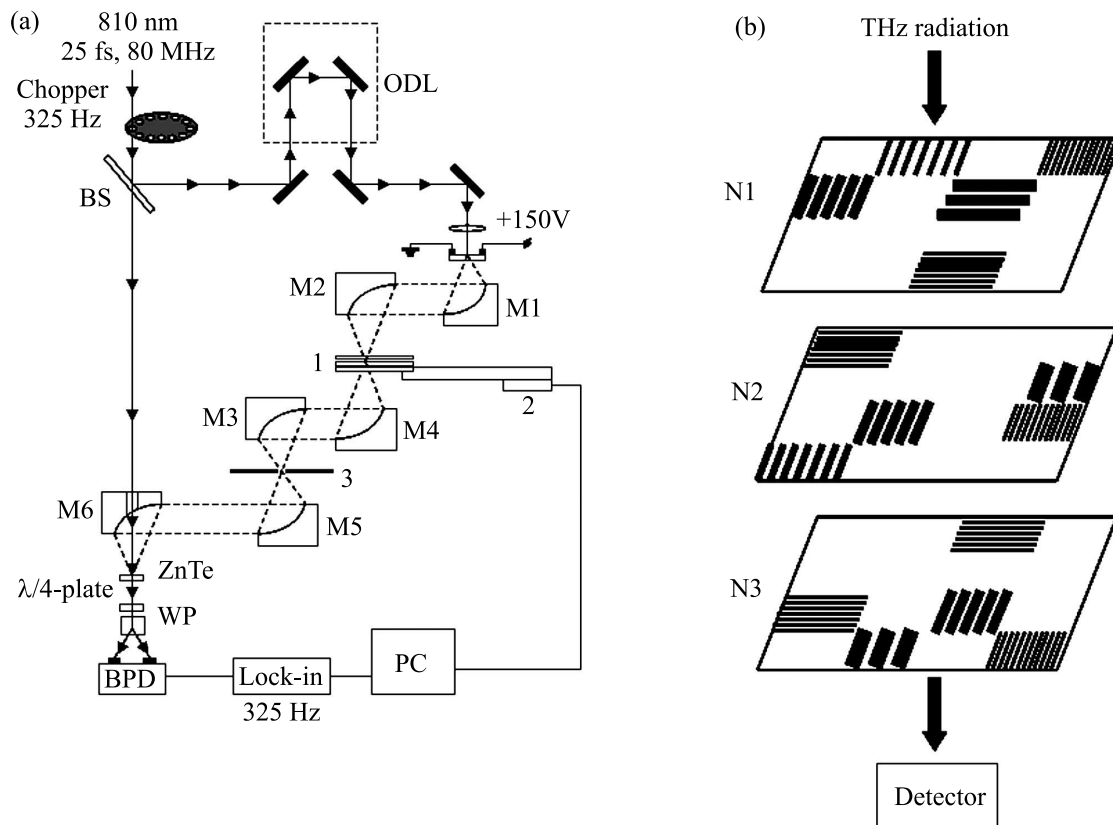 (a)
810 nm
25 fs, 80 MHz
Chopper
325 Hz
BS
ODL
+150V
M2
M1
1
2
M3
M4
3
M6
M5
ZnTe
λ/4-plate
WP
BPD
Lock-in
325 Hz
PC
(b)
THz radiation
N1
N2
N3
Detector